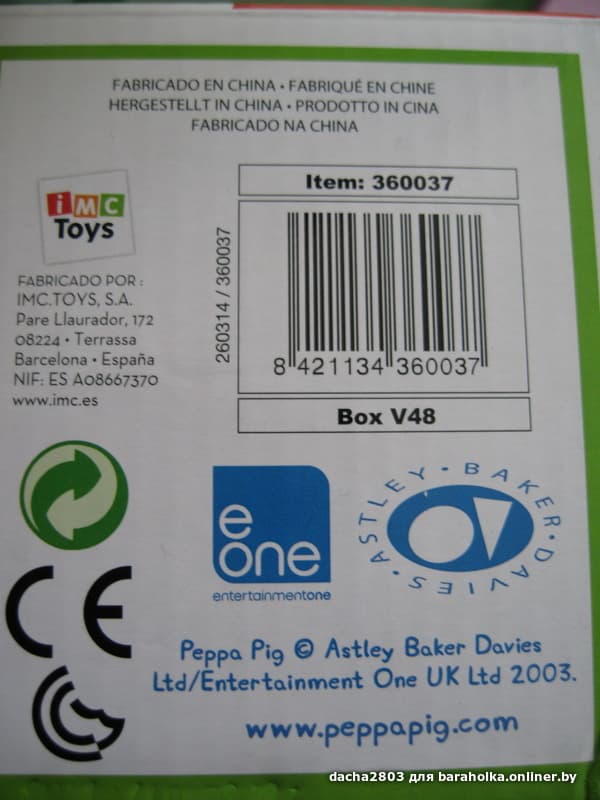 FABRICADO EN CHINA • FABRIQUÉ EN CHINE
HERGESTELLT IN CHINA • PRODOTTO IN CINA
FABRICADO NA CHINA
imc
Toys
FABRICADO POR :
IMC.TOYS, S.A.
Pare Llaurador, 172
08224 • Terrassa
Barcelona • España
NIF: ES A08667370
www.imc.es
260314 / 360037
Item: 360037
8 421134 360037
Box V48
e
one
entertainmentone
ASTLEY • BAKER • DAVIES •
CE
Peppa Pig © Astley Baker Davies
Ltd/Entertainment One UK Ltd 2003.
www.peppapig.com
dacha2803 для baraholka.onliner.by